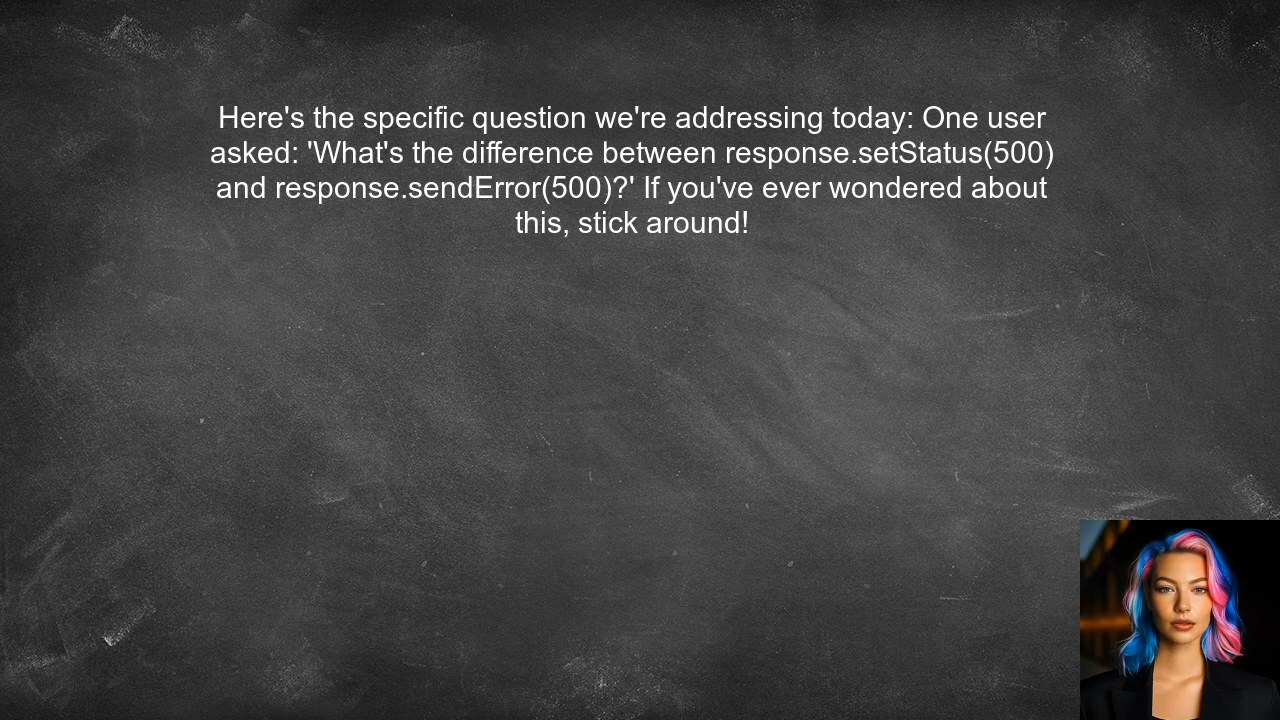 Here's the specific question we're addressing today: One user
asked: 'What's the difference between response.setStatus(500)
and response.sendError(500)?' If you've ever wondered about
this, stick around!